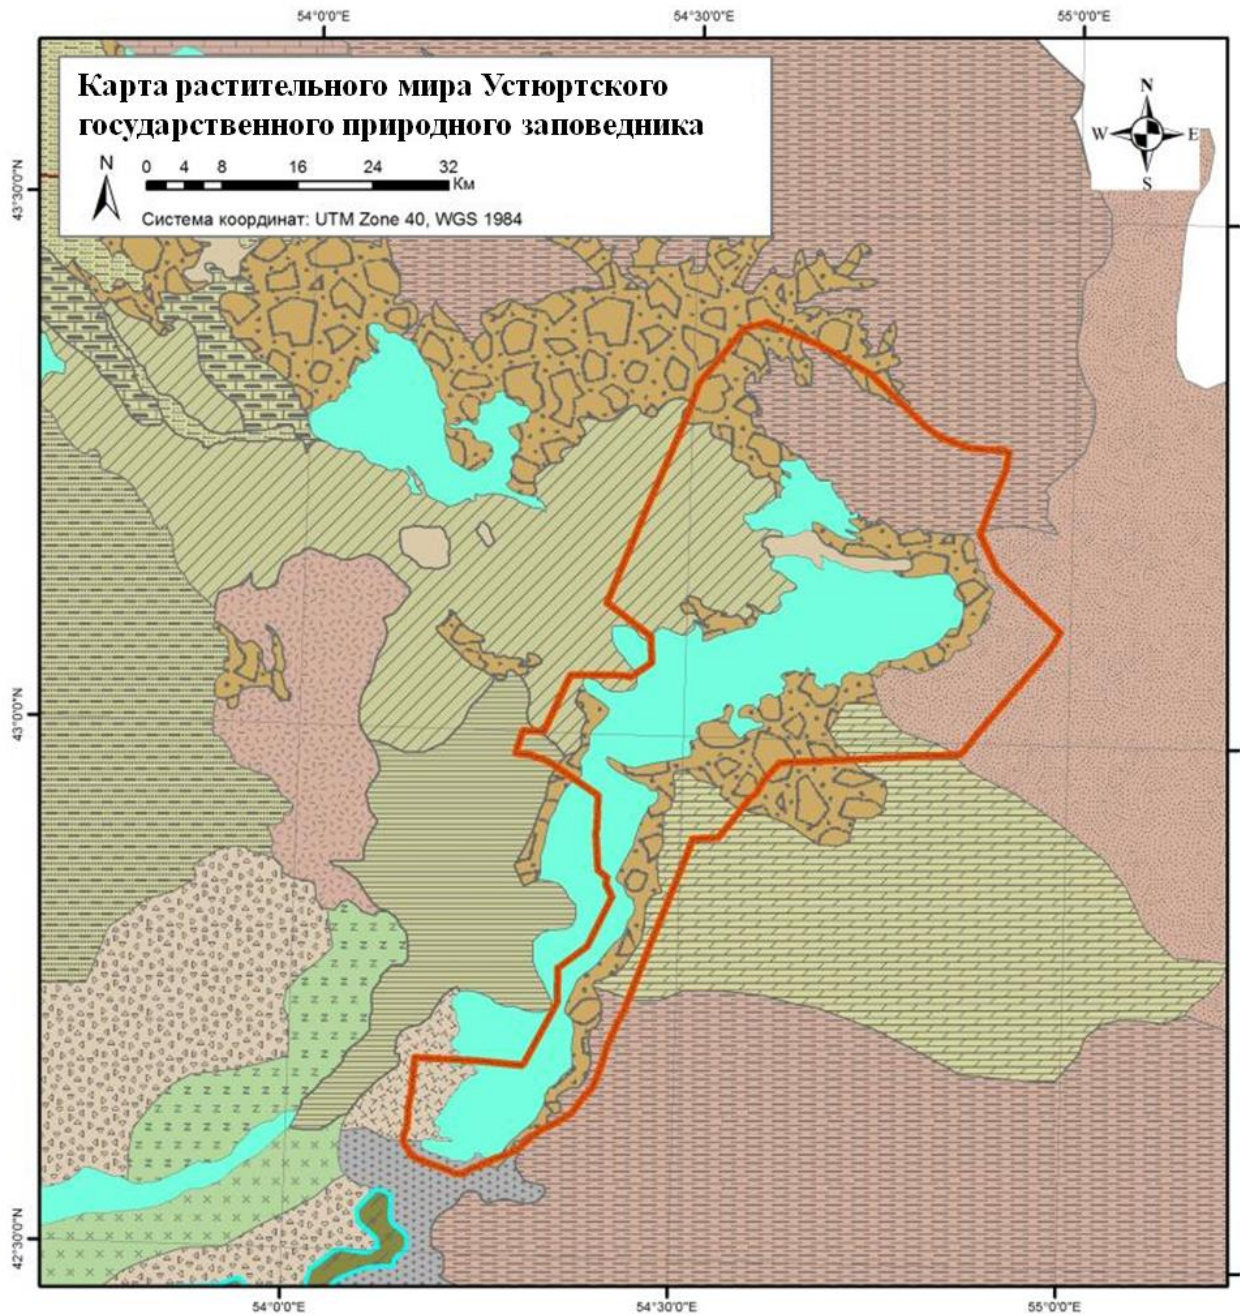 54°0'0"E 54°30'0"E 55°0'0"E
Карта растительного мира Устюртского
государственного природного заповедника
N
0 4 8 16 24 32
Км
Система координат: UTM Zone 40, WGS 1984
N
W E
S
43°30'0"N
43°0'0"N
42°30'0"N
54°0'0"E 54°30'0"E 55°0'0"E